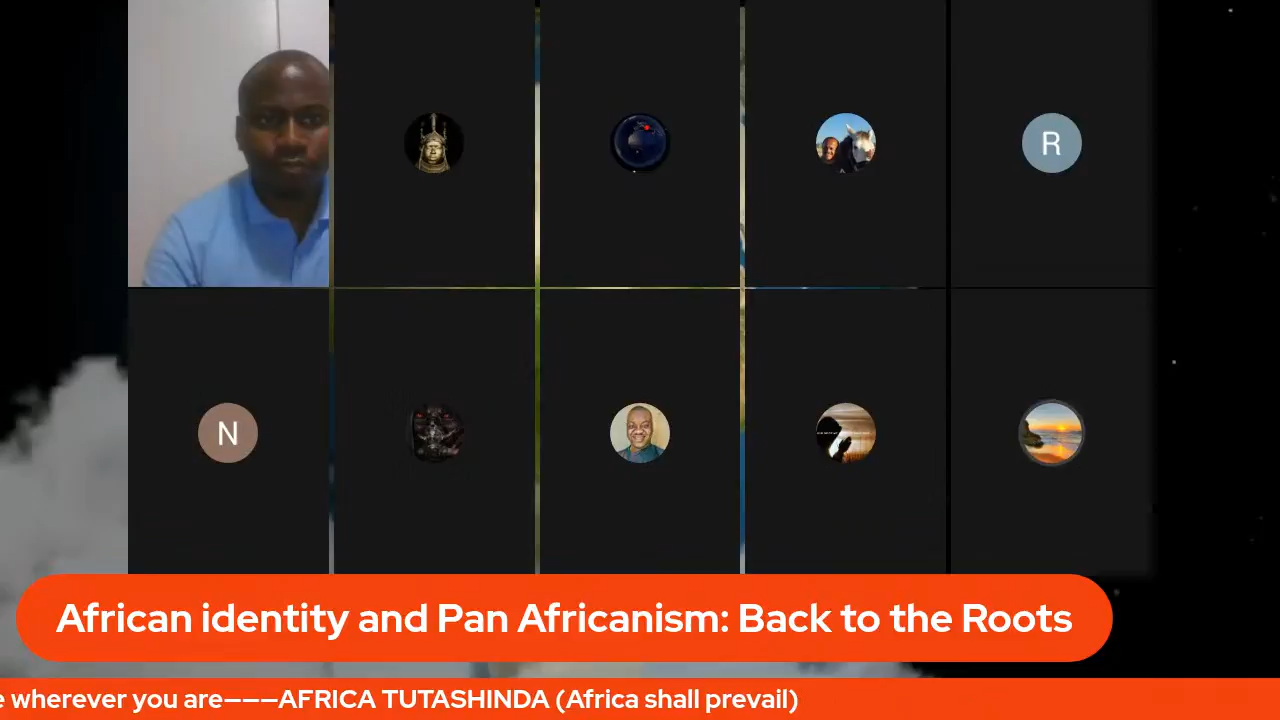 R
N
African identity and Pan Africanism: Back to the Roots
wherever you are———AFRICA TUTASHINDA (Africa shall prevail)